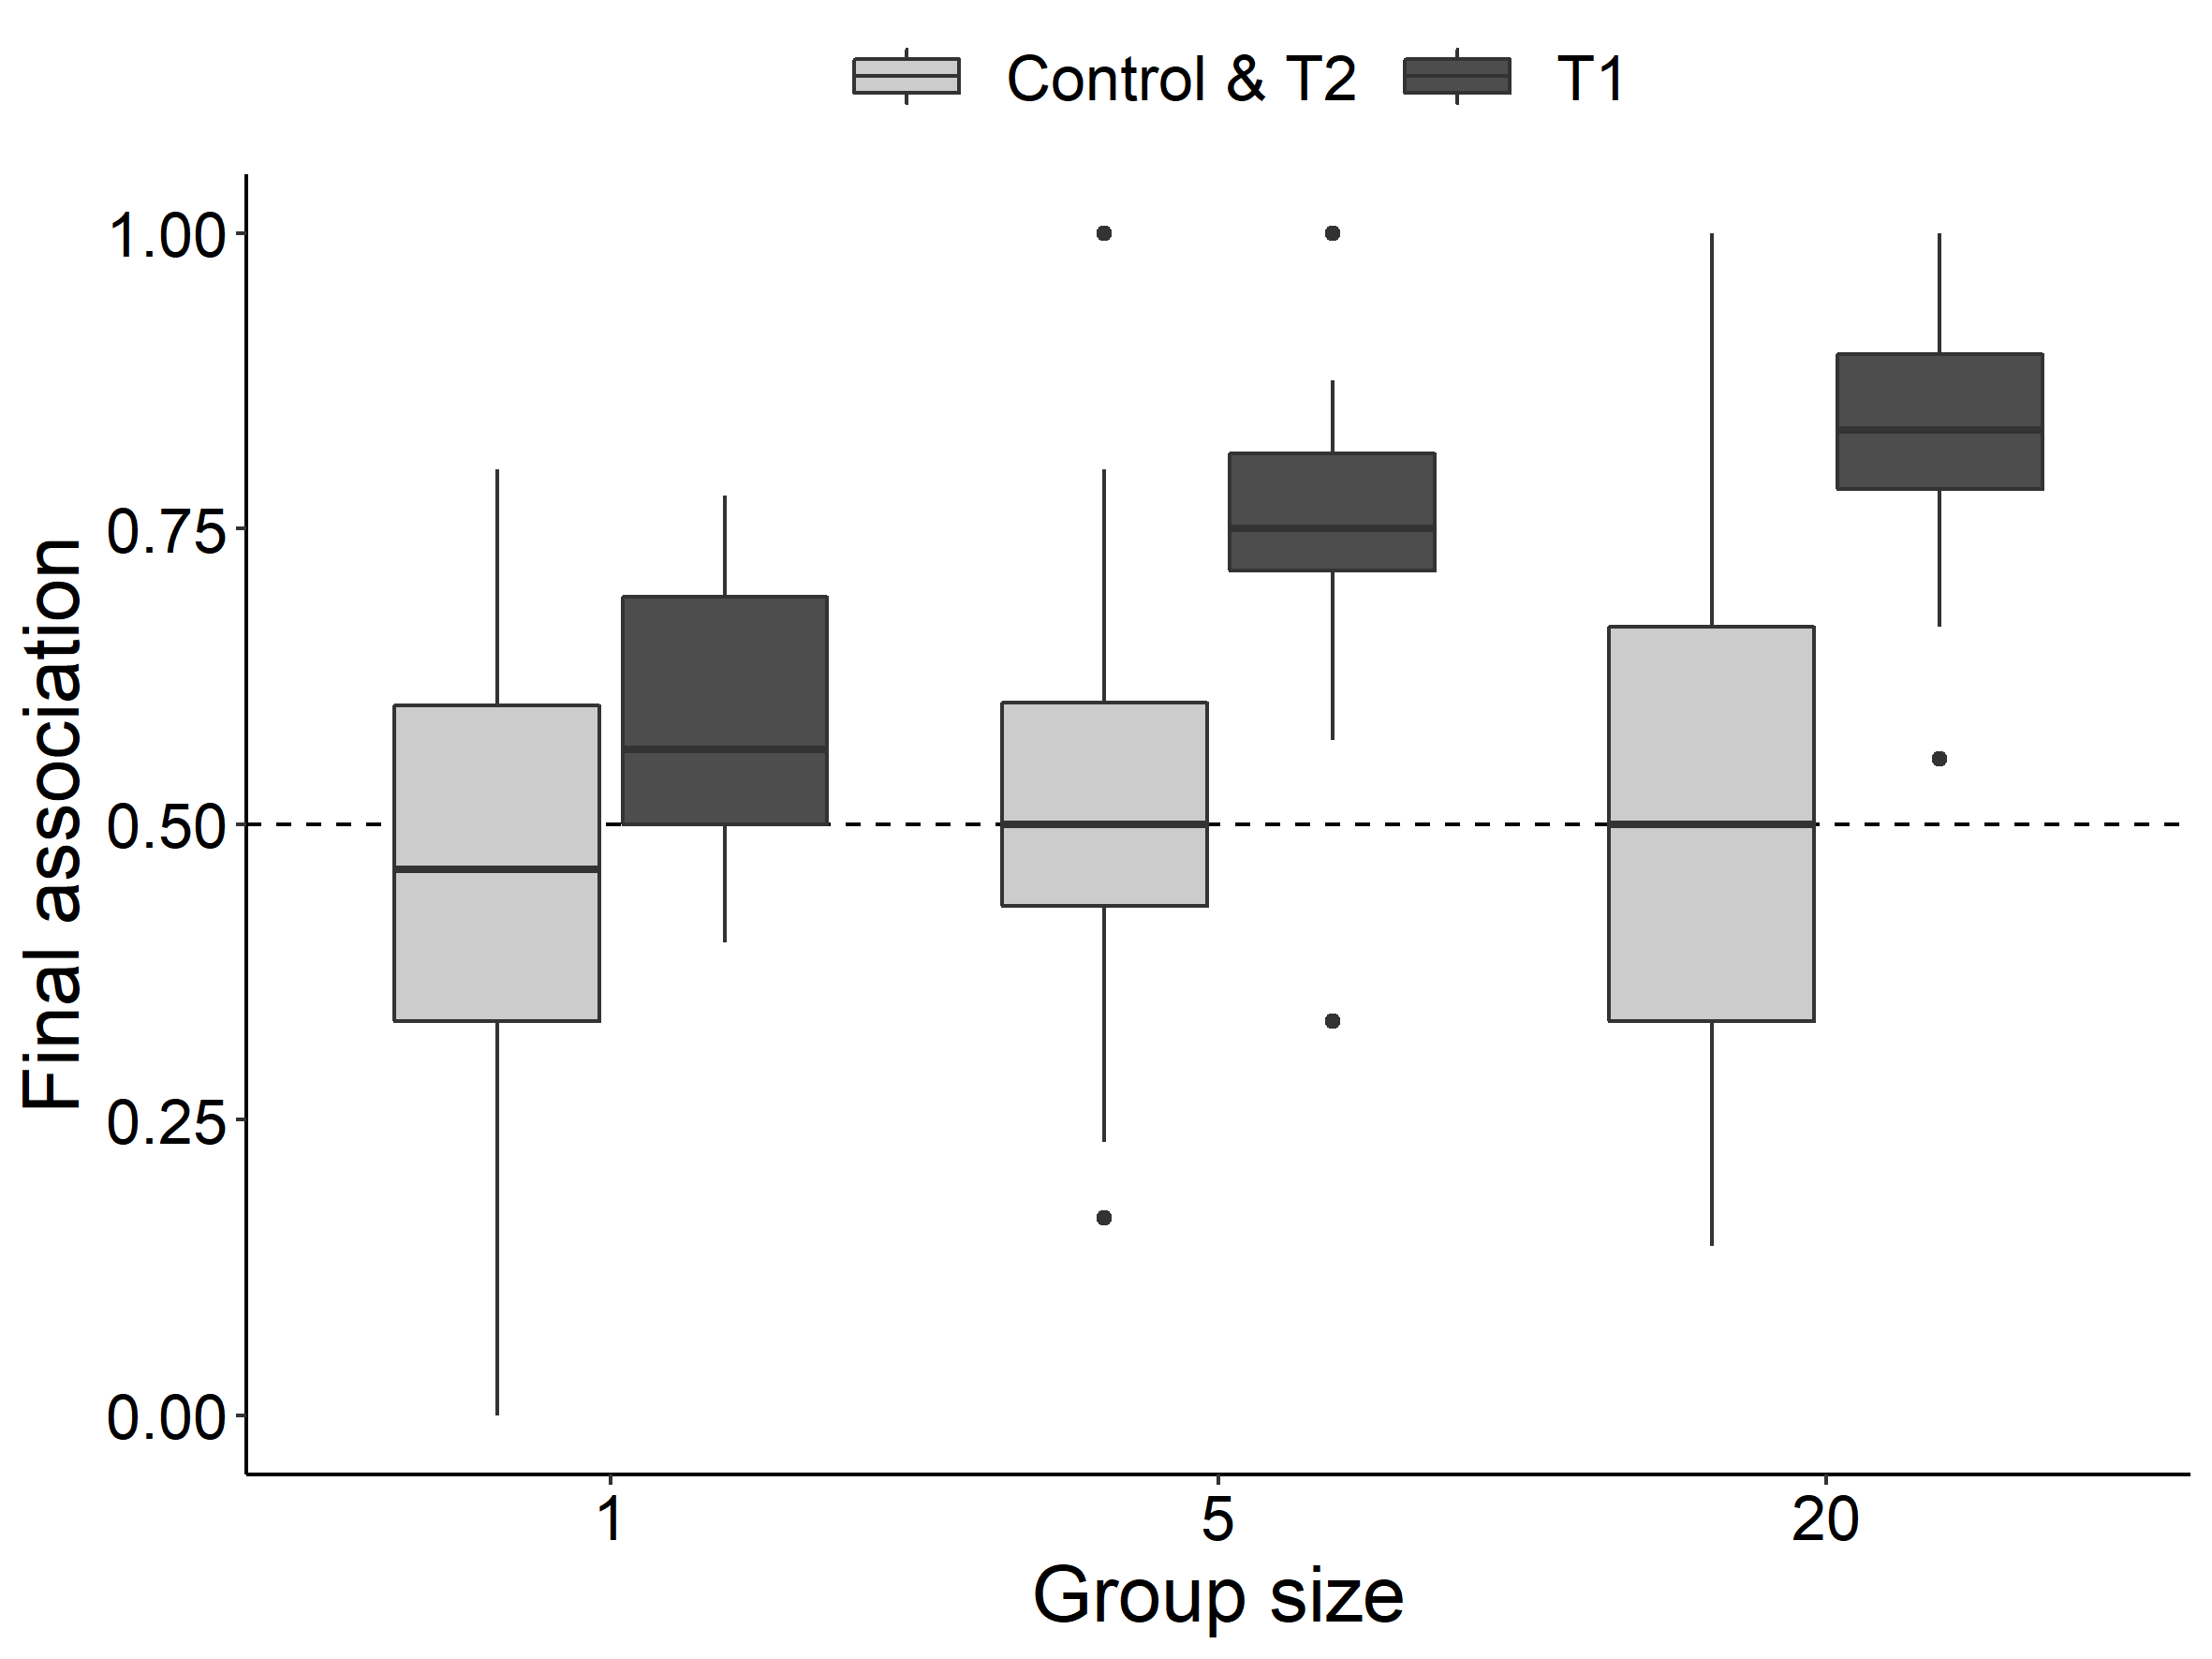 Control & T2 T1
1.00
0.75
0.50
0.25
0.00
Final association
1 5 20
Group size